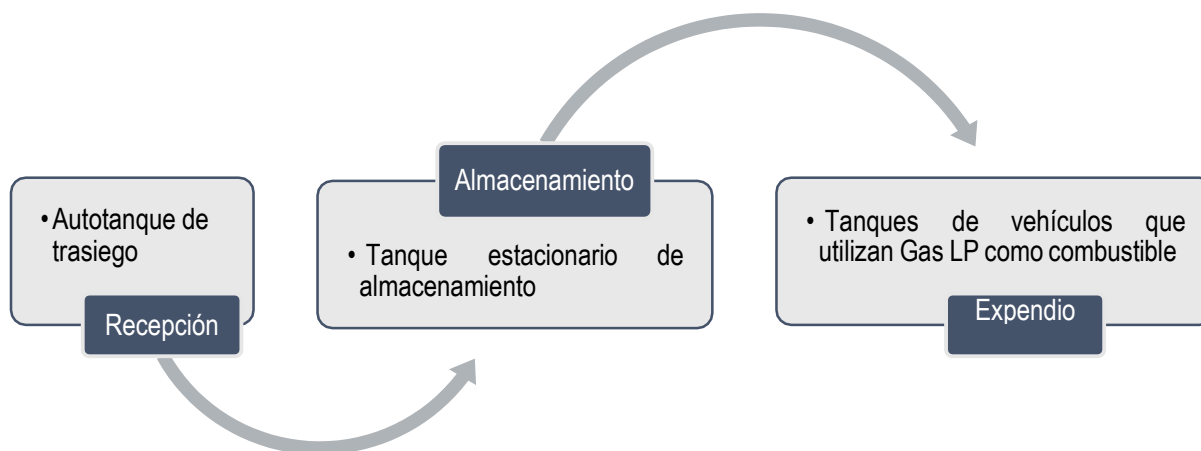 • Autotanque de
trasiego
Recepción
Almacenamiento
• Tanque estacionario de
almacenamiento
• Tanques de vehículos que
utilizan Gas LP como combustible
Expendio